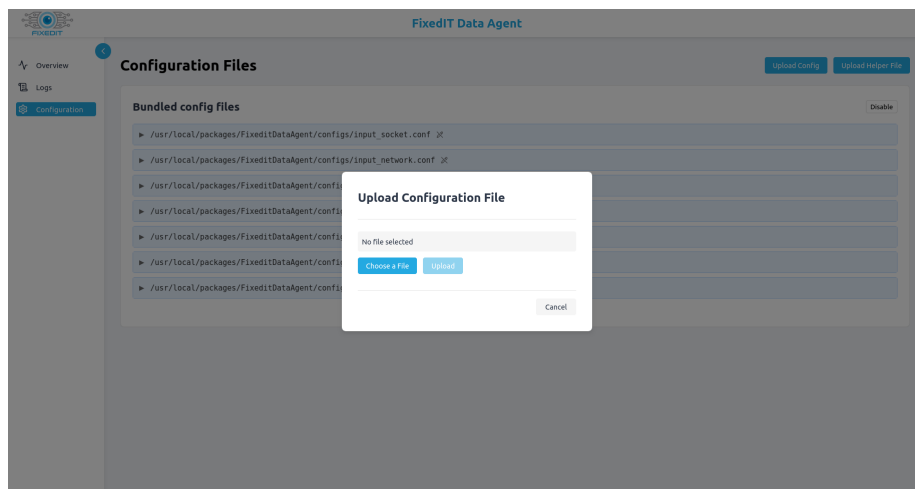 FIXEDIT
FixedIT Data Agent
Overview
Logs
Configuration
Configuration Files
Upload Config
Upload Helper File
Bundled config files
Disable
/usr/local/packages/FixeditDataAgent/configs/input_socket.conf
/usr/local/packages/FixeditDataAgent/configs/input_network.conf
/usr/local/packages/FixeditDataAgent/confi
/usr/local/packages/FixeditDataAgent/confi
/usr/local/packages/FixeditDataAgent/confi
/usr/local/packages/FixeditDataAgent/confi
/usr/local/packages/FixeditDataAgent/confi
Upload Configuration File
No file selected
Choose a File
Upload
Cancel